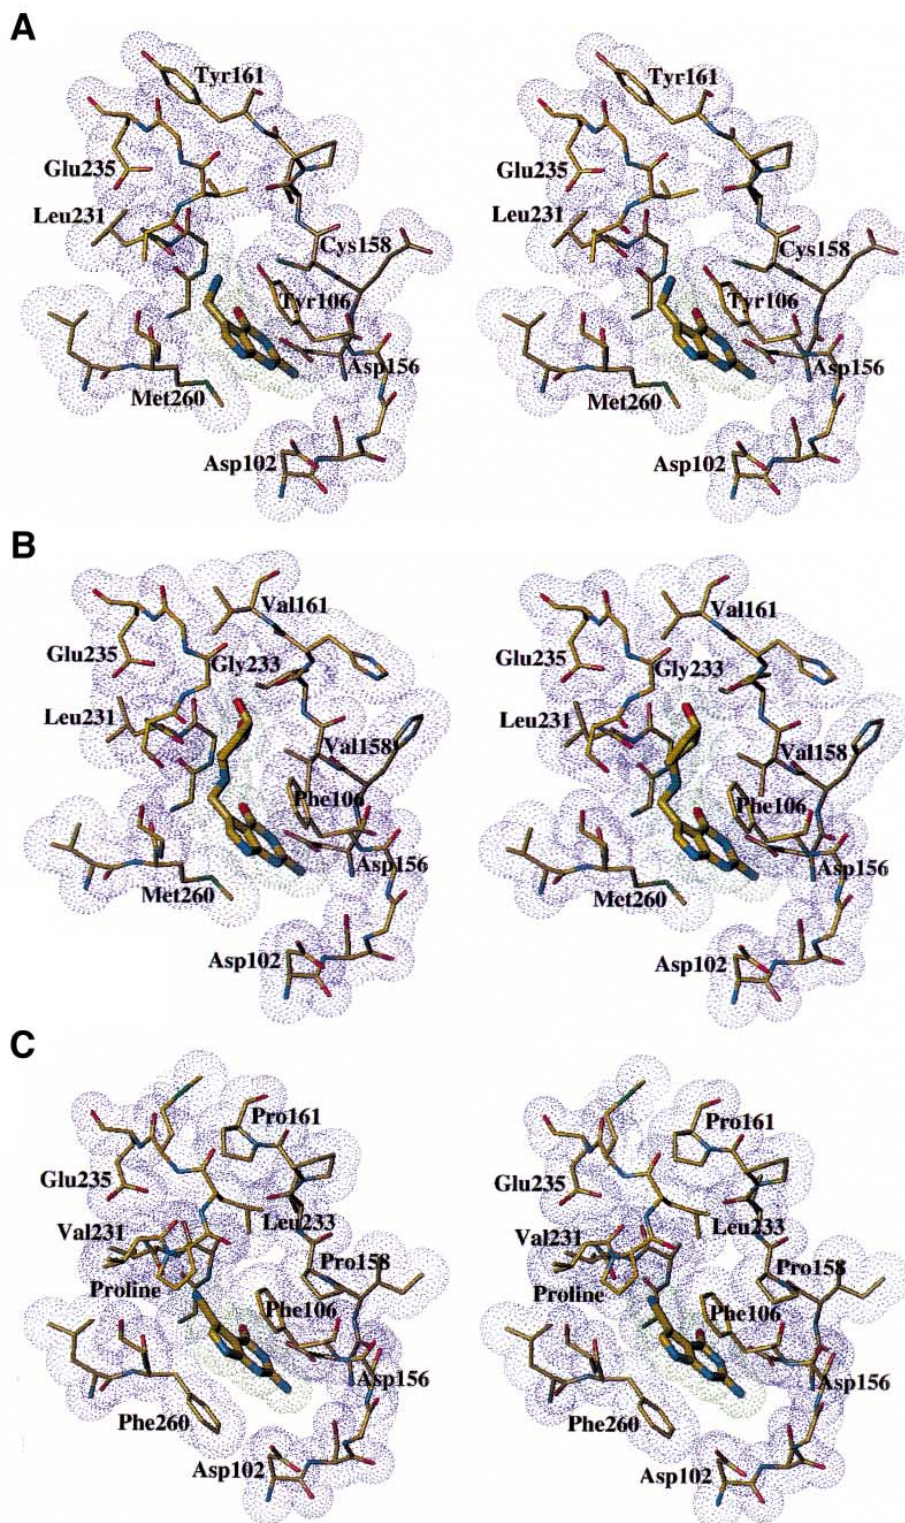 A
Tyr161
Tyr161
Glu235
Glu235
Leu231
Leu231
Cys158
Cys158
Tyr106
Tyr106
Asp156
Asp156
Met260
Met260
Asp102
Asp102
B
Val161
Val161
Glu235
Gly233
Glu235
Gly233
Leu231
Leu231
Val158
Val158
Phe106
Phe106
Asp156
Asp156
Met260
Met260
Asp102
Asp102
C
Pro161
Pro161
Glu235
Glu235
Val231
Leu233
Val231
Leu233
Proline
Pro158
Proline
Pro158
Phe106
Phe106
Asp156
Asp156
Phe260
Phe260
Asp102
Asp102